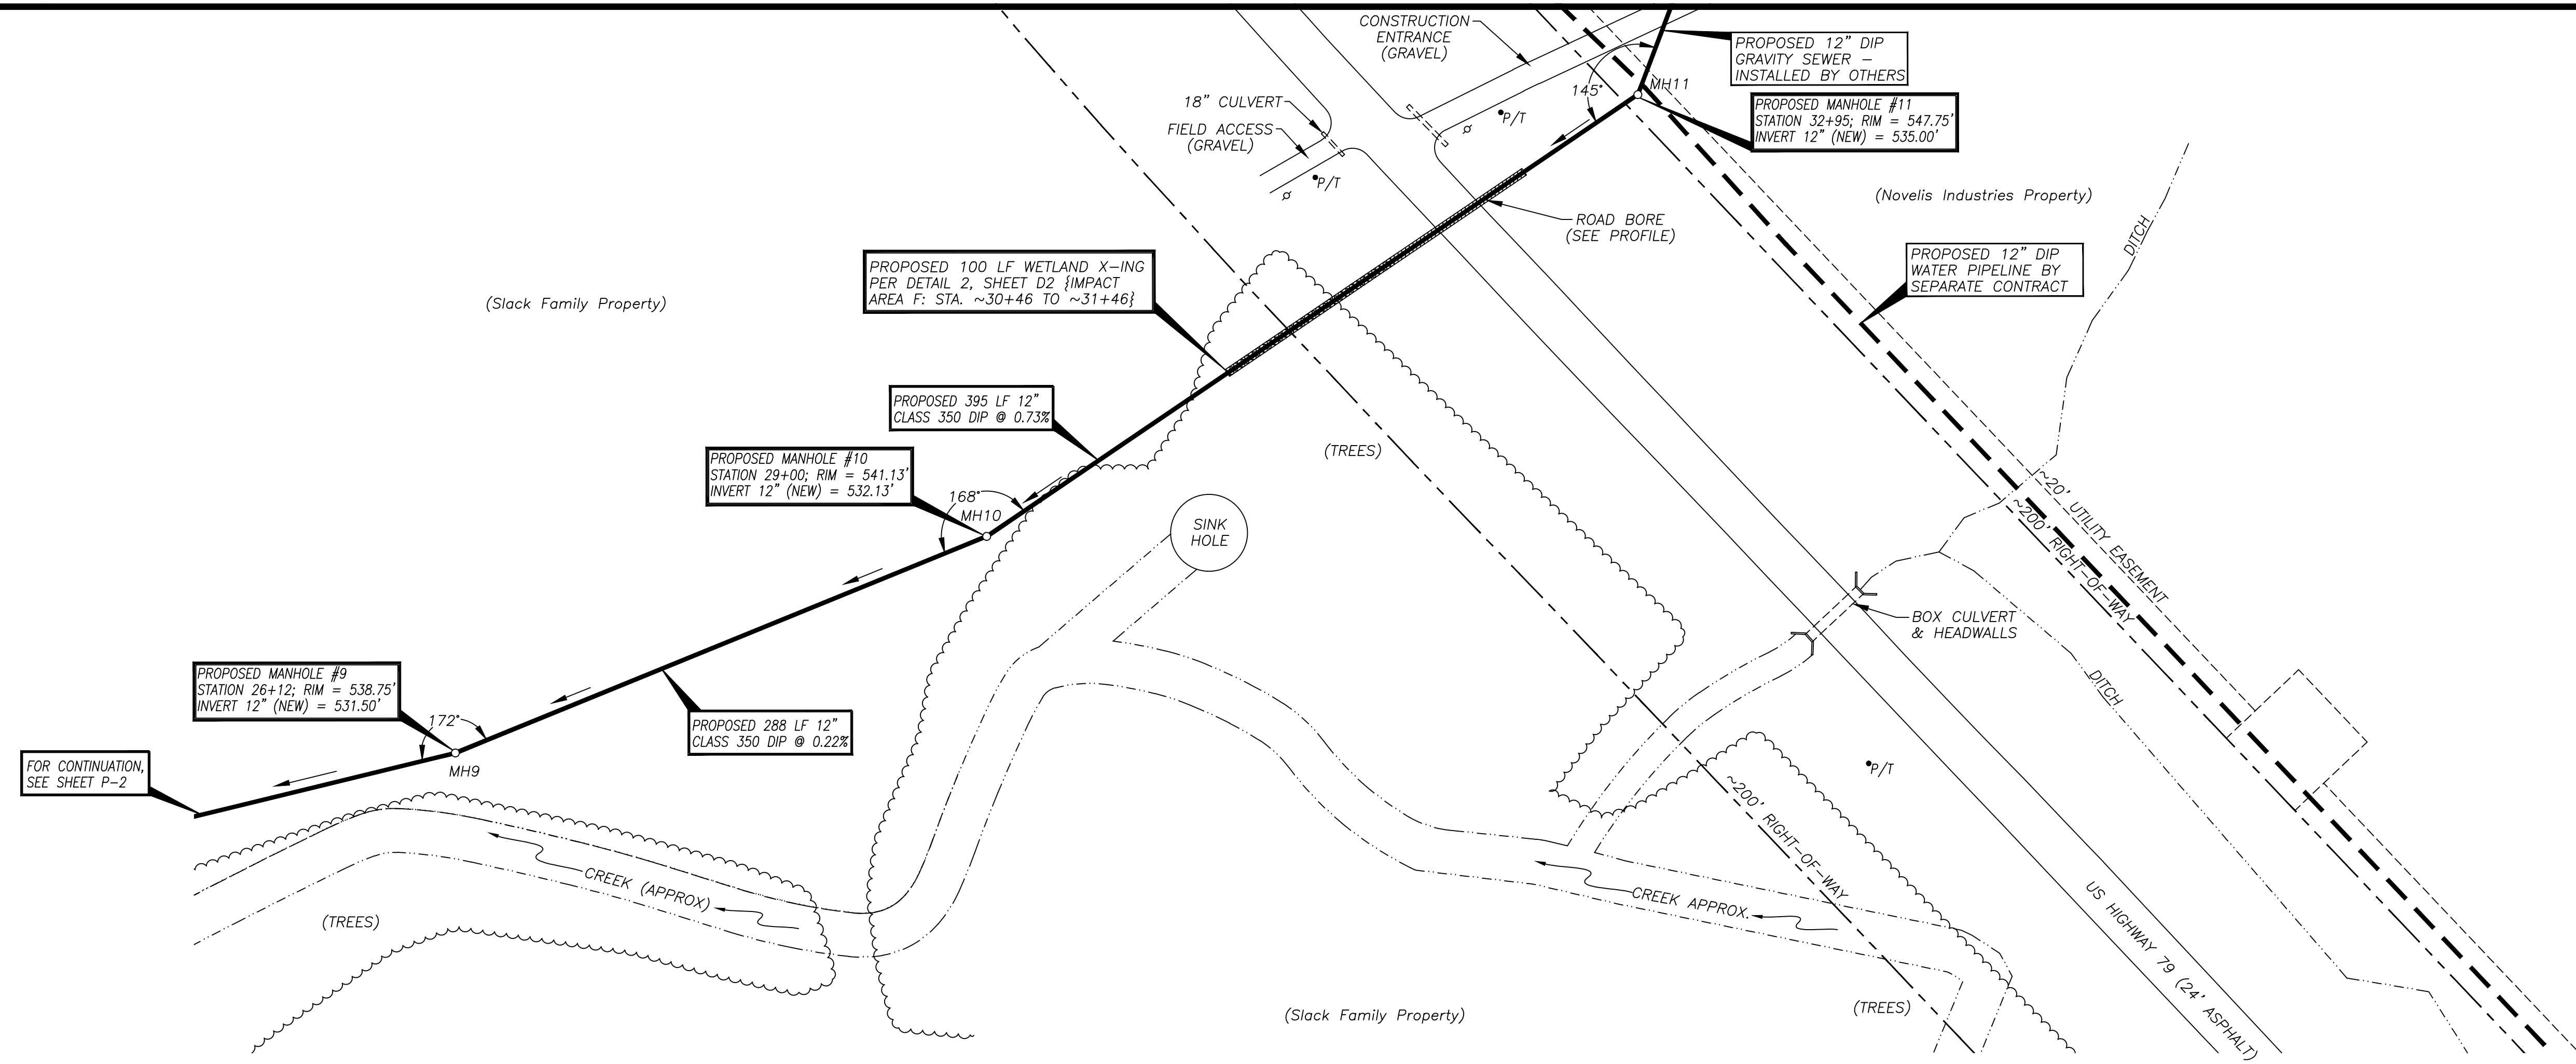 CONSTRUCTION
ENTRANCE
(GRAVEL)
PROPOSED 12" DIP
GRAVITY SEWER –
INSTALLED BY OTHERS
18" CULVERT
FIELD ACCESS
(GRAVEL)
145°
MH11
P/T
P/T
PROPOSED MANHOLE #11
STATION 32+95; RIM = 547.75'
INVERT 12" (NEW) = 535.00'
(Novelis Industries Property)
DITCH
ROAD BORE
(SEE PROFILE)
PROPOSED 12" DIP
WATER PIPELINE BY
SEPARATE CONTRACT
PROPOSED 100 LF WETLAND X-ING
PER DETAIL 2, SHEET D2 {IMPACT
AREA F: STA. ~30+46 TO ~31+46}
(Slack Family Property)
PROPOSED 395 LF 12"
CLASS 350 DIP @ 0.73%
(TREES)
PROPOSED MANHOLE #10
STATION 29+00; RIM = 541.13'
INVERT 12" (NEW) = 532.13'
168°
MH10
SINK
HOLE
~20' UTILITY EASEMENT
~200' RIGHT-OF-WAY
BOX CULVERT
& HEADWALLS
DITCH
PROPOSED MANHOLE #9
STATION 26+12; RIM = 538.75'
INVERT 12" (NEW) = 531.50'
172°
MH9
PROPOSED 288 LF 12"
CLASS 350 DIP @ 0.22%
FOR CONTINUATION,
SEE SHEET P-2
P/T
~200' RIGHT-OF-WAY
CREEK (APPROX)
CREEK APPROX.
(TREES)
US HIGHWAY 79 (24' ASPHALT)
(TREES)
(Slack Family Property)